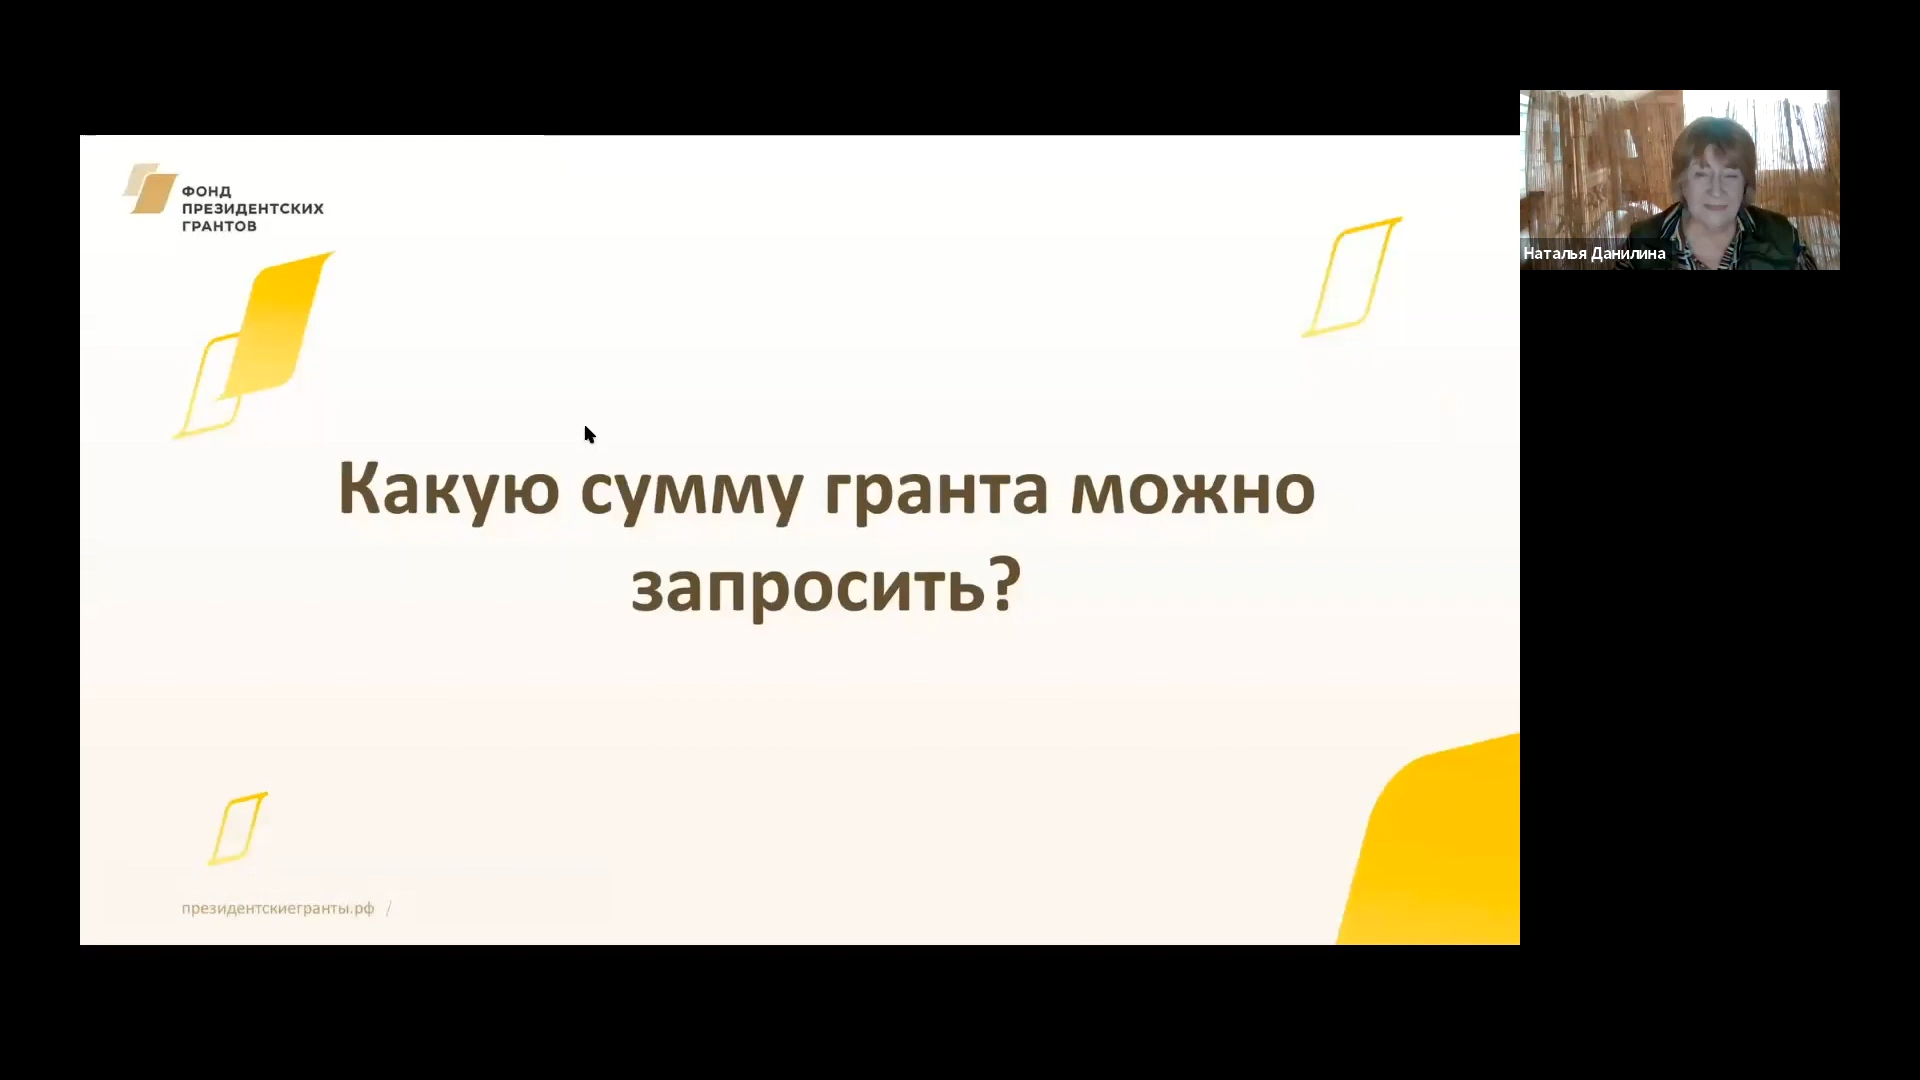 ФОНД
ПРЕЗИДЕНТСКИХ
ГРАНТОВ
Наталья Данилина
Какую сумму гранта можно
запросить?
президентскиегранты.рф /